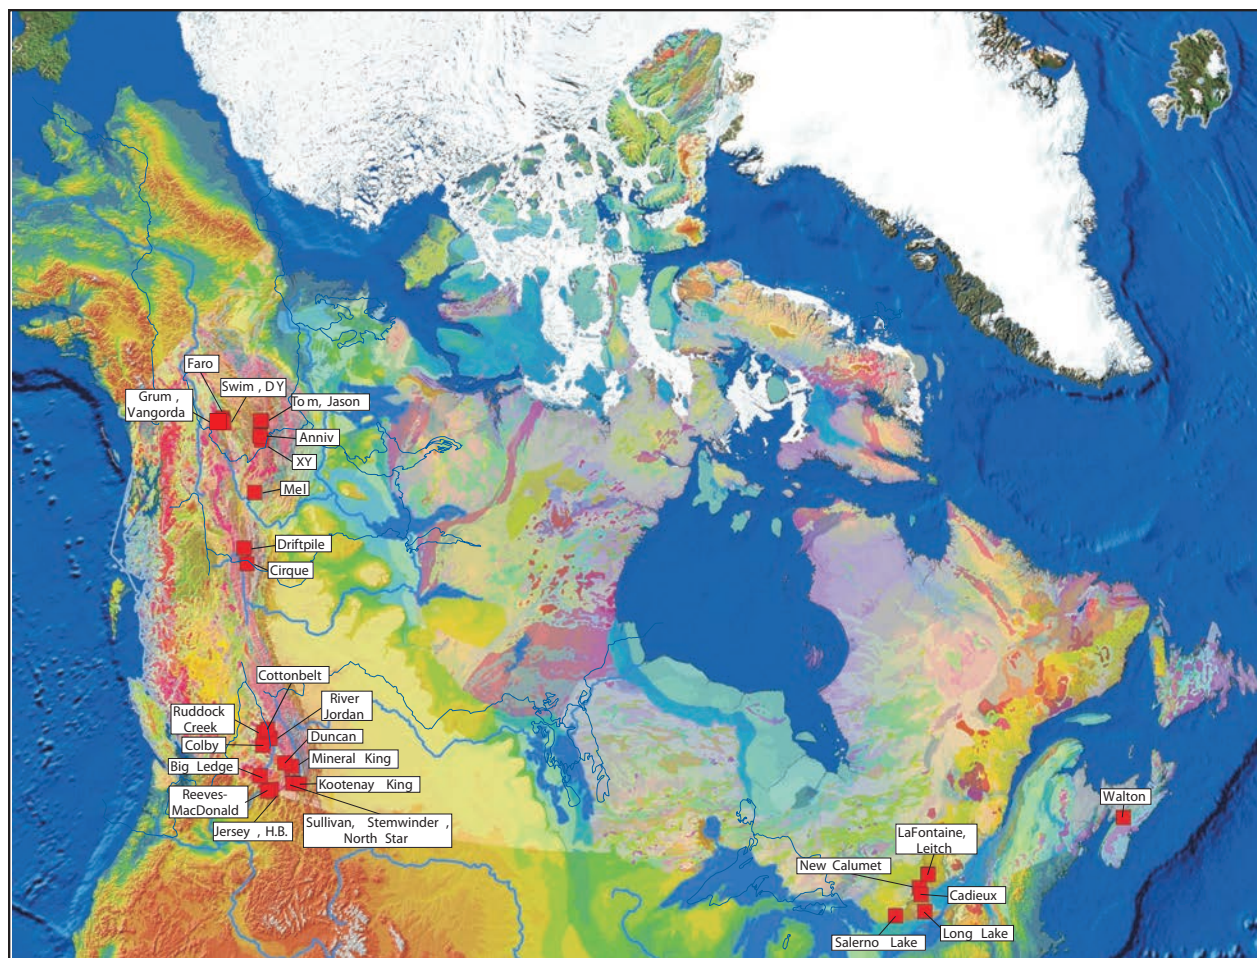 Faro
Swim , D Y
Grum ,
Vangorda
Tom, Jason
Anniv
XY
Mel
Driftpile
Cirque
Cottonbelt
River
Jordan
Ruddock
Creek
Duncan
Colby
Mineral King
Big Ledge
Kootenay King
Reeves-
MacDonald
Jersey , H.B.
Sullivan, Stemwinder ,
North Star
Walton
LaFontaine,
Leitch
New Calumet
Cadieux
Long Lake
Salerno Lake